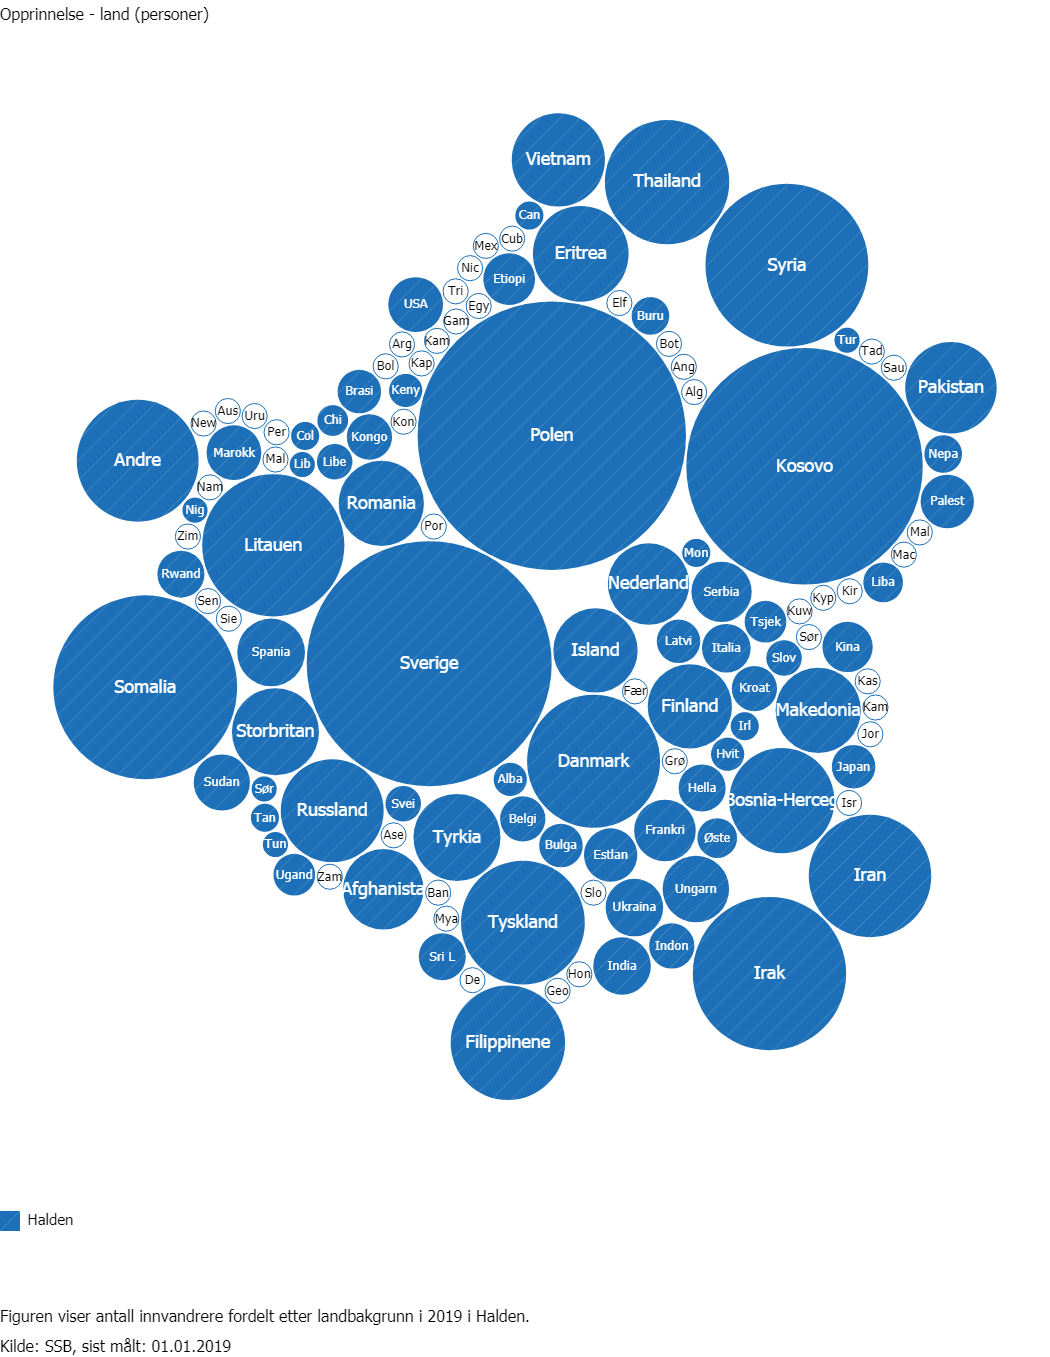 Opprinnelse - land (personer)
Vietnam
Thailand
Can
Cub
Mex
Eritrea
Syria
Nic
Etiopi
Tri
Egy
USA
Elf
Buru
Gam
Kam
Arg
Bot
Tur
Tad
Kap
Bol
Ang
Sau
Pakistan
Brasi
Keny
Alg
New
Aus
Uru
Chi
Kon
Per
Col
Kongo
Polen
Marokk
Mal
Lib
Libe
Andre
Kosovo
Nepa
Nam
Romania
Palest
Nig
Por
Zim
Litauen
Mal
Mon
Mac
Rwand
Nederland
Serbia
Liba
Sen
Kyp
Kir
Sie
Kuw
Tsjek
Spania
Island
Latvi
Italia
Sør
Kina
Slov
Sverige
Somalia
Fær
Kroat
Kas
Finland
Makedonia
Kam
Storbritan
Irl
Jor
Hvit
Danmark
Grø
Japan
Sudan
Sør
Alba
Hella
Bosnia-Herceg
Isr
Svei
Russland
Tan
Belgi
Frankri
Ase
Tyrkia
Øste
Tun
Bulga
Estlan
Ugand
Zam
Iran
Afghanista
Ban
Slo
Ungarn
Ukraina
Mya
Tyskland
Indon
Sri L
India
Irak
De
Hon
Geo
Filippinene
Halden
Figuren viser antall innvandrere fordelt etter landbakgrunn i 2019 i Halden.
Kilde: SSB, sist målt: 01.01.2019